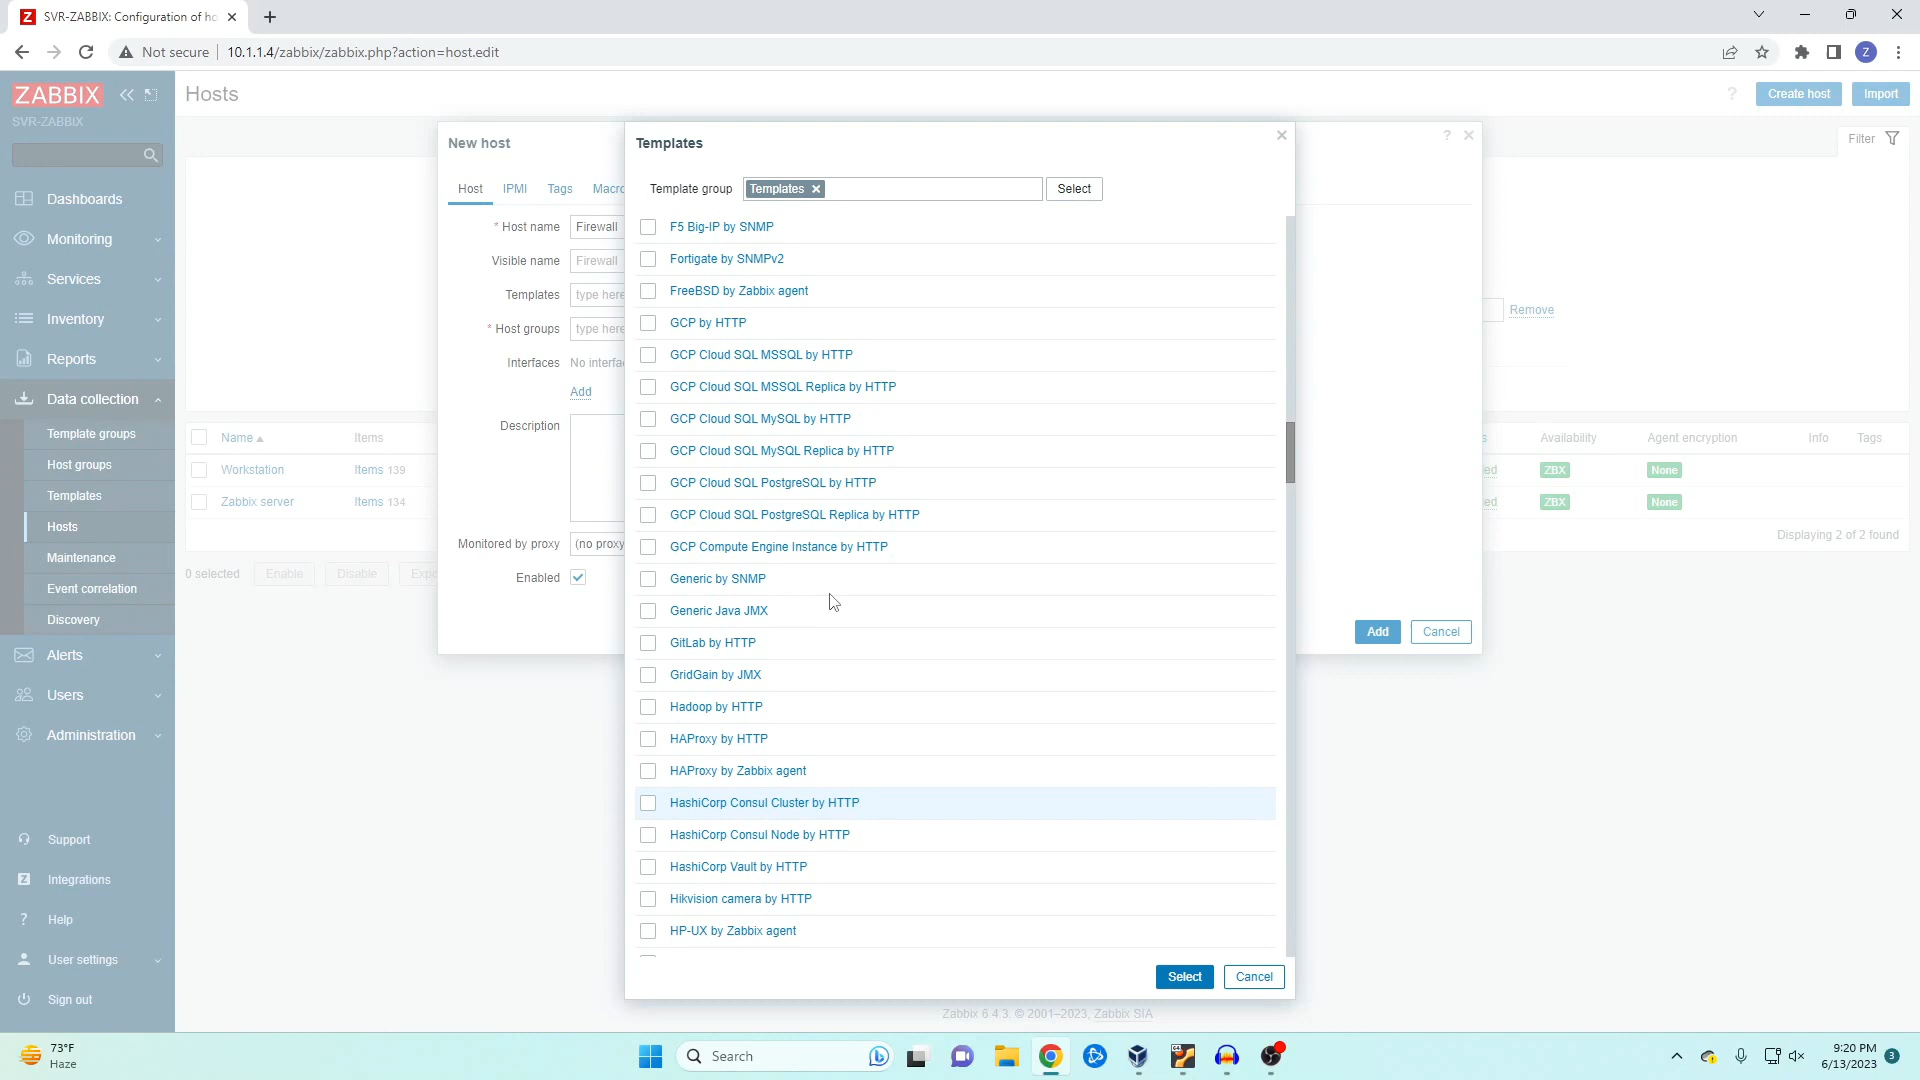 SVR-ZABBIX: Configuration of ho
Not secure
10.1.1.4/zabbix/zabbix.php?action=host.edit
Z
ZABBIX
SVR-ZABBIX
Hosts
?
Create host
Import
Filter
Dashboards
Monitoring
Services
Inventory
Reports
Data collection
Template groups
Host groups
Templates
Hosts
Maintenance
Event correlation
Discovery
Alerts
Users
Administration
Support
Integrations
? Help
User settings
Sign out
Name
Items
Workstation
Items 139
Zabbix server
Items 134
0 selected
Enable
Disable
Expo
New host
?
Host
IPMI
Tags
Macro
* Host name
Firewall
Visible name
Firewall
Templates
type here
* Host groups
type here
Interfaces
No interfac
Add
Description
Monitored by proxy
(no proxy
Enabled
Add
Cancel
Templates
Template group
Templates
Select
F5 Big-IP by SNMP
Fortigate by SNMPv2
FreeBSD by Zabbix agent
GCP by HTTP
GCP Cloud SQL MSSQL by HTTP
GCP Cloud SQL MSSQL Replica by HTTP
GCP Cloud SQL MySQL by HTTP
GCP Cloud SQL MySQL Replica by HTTP
GCP Cloud SQL PostgreSQL by HTTP
GCP Cloud SQL PostgreSQL Replica by HTTP
GCP Compute Engine Instance by HTTP
Generic by SNMP
Generic Java JMX
GitLab by HTTP
GridGain by JMX
Hadoop by HTTP
HAProxy by HTTP
HAProxy by Zabbix agent
HashiCorp Consul Cluster by HTTP
HashiCorp Consul Node by HTTP
HashiCorp Vault by HTTP
Hikvision camera by HTTP
HP-UX by Zabbix agent
Select
Cancel
Remove
s
Availability
Agent encryption
Info
Tags
ed
ZBX
None
ed
ZBX
None
Displaying 2 of 2 found
Zabbix 6.4.3. © 2001–2023, Zabbix SIA
73°F
Haze
Search
9:20 PM
6/13/2023
3